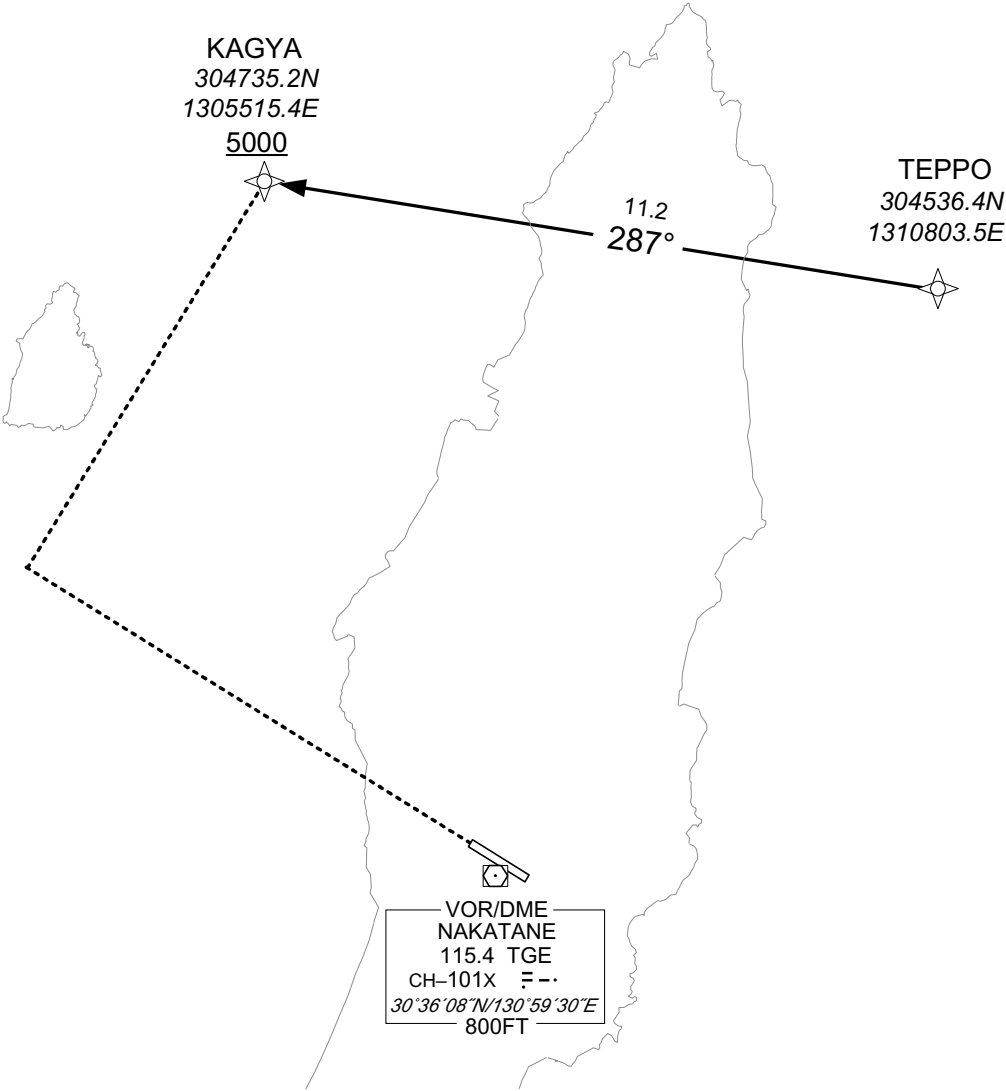 KAGYA
304735.2N
1305515.4E
5000
TEPPO
304536.4N
1310803.5E
11.2
287°
VOR/DME
NAKATANE
115.4 TGE
CH–101X
30°36′08″N/130°59′30″E
800FT